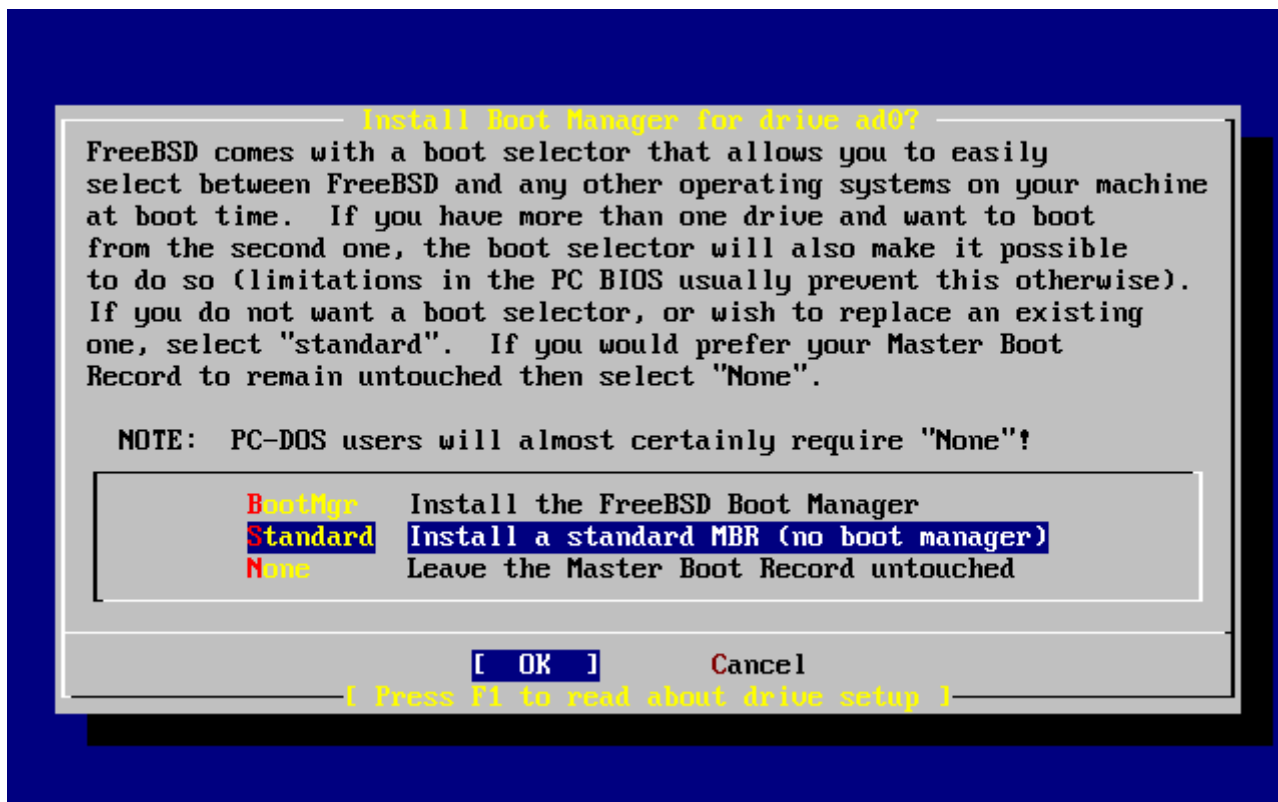 Install Boot Manager for drive ad0?
FreeBSD comes with a boot selector that allows you to easily
select between FreeBSD and any other operating systems on your machine
at boot time.  If you have more than one drive and want to boot
from the second one, the boot selector will also make it possible
to do so (limitations in the PC BIOS usually prevent this otherwise).
If you do not want a boot selector, or wish to replace an existing
one, select "standard".  If you would prefer your Master Boot
Record to remain untouched then select "None".
NOTE:  PC-DOS users will almost certainly require "None"!
BootMgr   Install the FreeBSD Boot Manager
Standard  Install a standard MBR (no boot manager)
None      Leave the Master Boot Record untouched
[  OK  ]       Cancel
[ Press F1 to read about drive setup ]